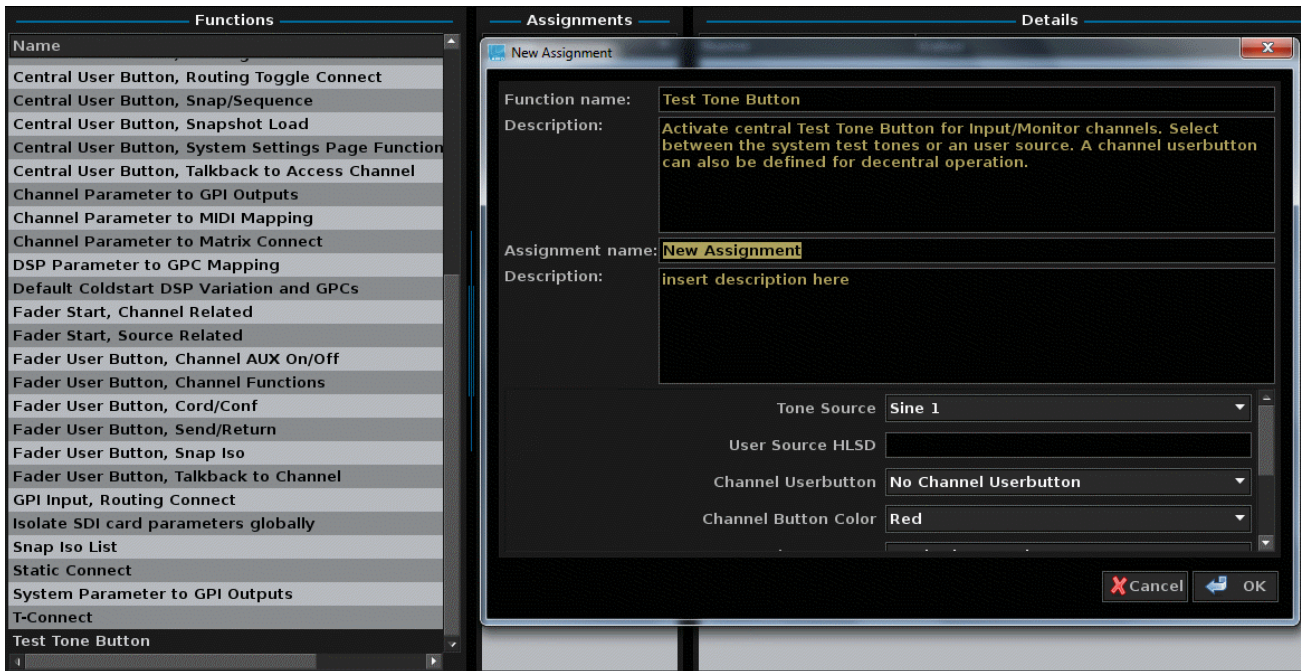 Functions
Name
Central User Button, Routing Toggle Connect
Central User Button, Snap/Sequence
Central User Button, Snapshot Load
Central User Button, System Settings Page Function
Central User Button, Talkback to Access Channel
Channel Parameter to GPI Outputs
Channel Parameter to MIDI Mapping
Channel Parameter to Matrix Connect
DSP Parameter to GPC Mapping
Default Coldstart DSP Variation and GPCs
Fader Start, Channel Related
Fader Start, Source Related
Fader User Button, Channel AUX On/Off
Fader User Button, Channel Functions
Fader User Button, Cord/Conf
Fader User Button, Send/Return
Fader User Button, Snap Iso
Fader User Button, Talkback to Channel
GPI Input, Routing Connect
Isolate SDI card parameters globally
Snap Iso List
Static Connect
System Parameter to GPI Outputs
T-Connect
Test Tone Button
Assignments
Details
New Assignment
Function name: Test Tone Button
Description: Activate central Test Tone Button for Input/Monitor channels. Select
between the system test tones or an user source. A channel userbutton
can also be defined for decentral operation.
Assignment name: New Assignment
Description: insert description here
Tone Source Sine 1
User Source HLSD
Channel Userbutton No Channel Userbutton
Channel Button Color Red
Cancel OK